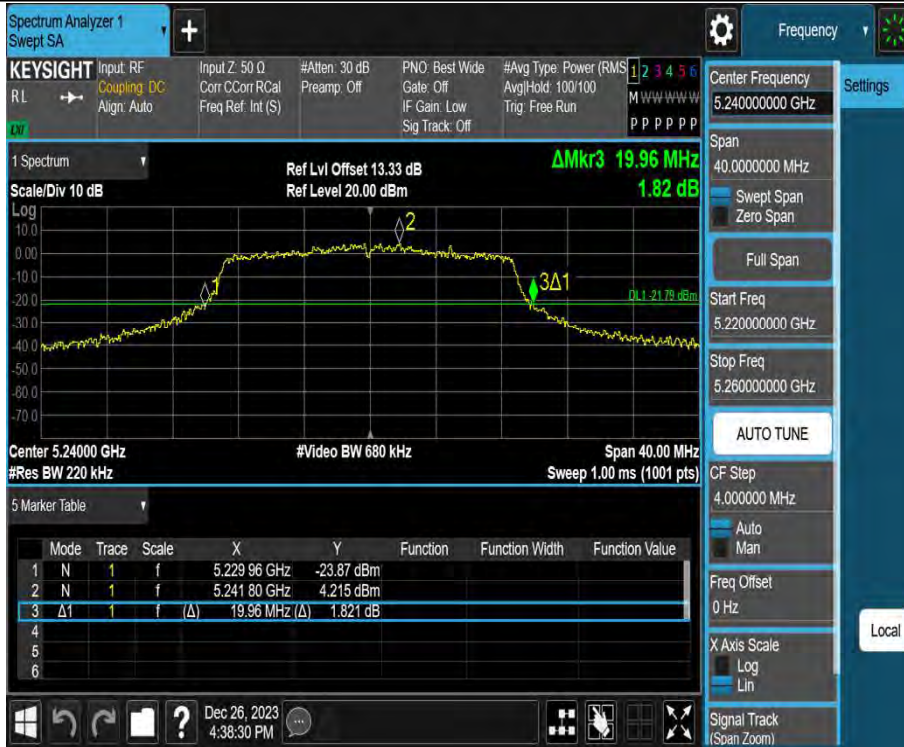 Spectrum Analyzer 1
Swept SA
+
Frequency
KEYSIGHT
RL
Input: RF
Coupling: DC
Align: Auto
Input Z: 50 Ω
Corr CCorr RCal
Freq Ref: Int (S)
#Atten: 30 dB
Preamp: Off
PNO: Best Wide
Gate: Off
IF Gain: Low
Sig Track: Off
#Avg Type: Power (RMS
Avg|Hold: 100/100
Trig: Free Run
1 2 3 4 5 6
M W W W W W
P P P P P P
1 Spectrum
Scale/Div 10 dB
Ref Lvl Offset 13.33 dB
Ref Level 20.00 dBm
ΔMkr3 19.96 MHz
1.82 dB
Log
10.0
0.00
-10.0
-20.0
-30.0
-40.0
-50.0
-60.0
-70.0
1
2
3Δ1
DL1 -21.79 dBm
Center 5.24000 GHz
#Video BW 680 kHz
Span 40.00 MHz
#Res BW 220 kHz
Sweep 1.00 ms (1001 pts)
5 Marker Table
Mode Trace Scale X Y Function Function Width Function Value
1 N 1 f 5.229 96 GHz -23.87 dBm
2 N 1 f 5.241 80 GHz 4.215 dBm
3 Δ1 1 f (Δ) 19.96 MHz (Δ) 1.821 dB
4
5
6
?
Dec 26, 2023
4:38:30 PM
Center Frequency
5.240000000 GHz
Settings
Span
40.0000000 MHz
Swept Span
Zero Span
Full Span
Start Freq
5.220000000 GHz
Stop Freq
5.260000000 GHz
AUTO TUNE
CF Step
4.000000 MHz
Auto
Man
Freq Offset
0 Hz
X Axis Scale
Log
Lin
Local
Signal Track
(Span Zoom)